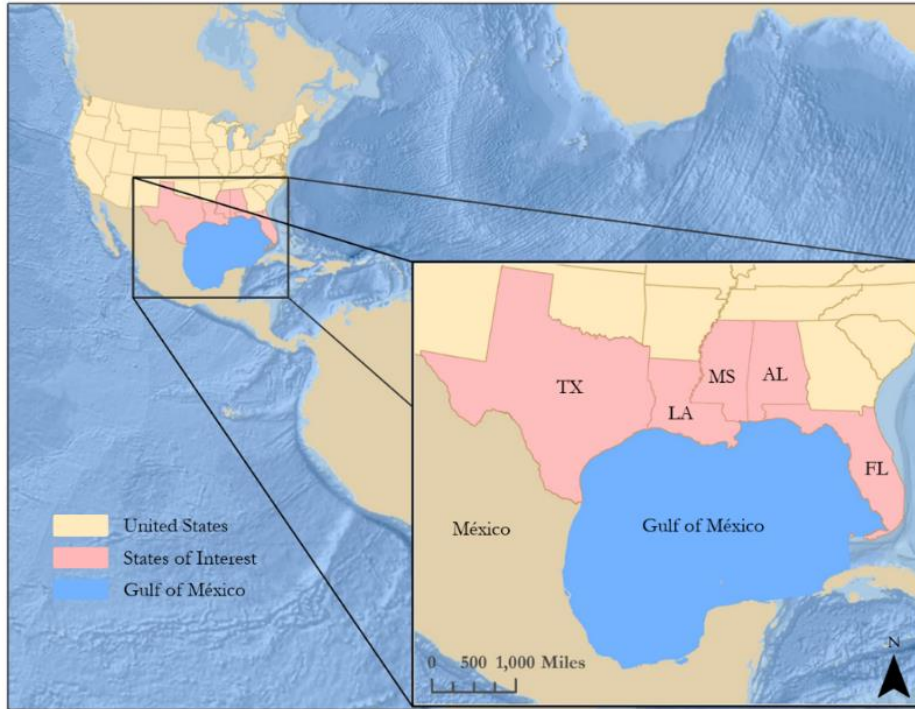 TX
MS
AL
LA
FL
México
Gulf of México
United States
States of Interest
Gulf of México
0 500 1,000 Miles
N